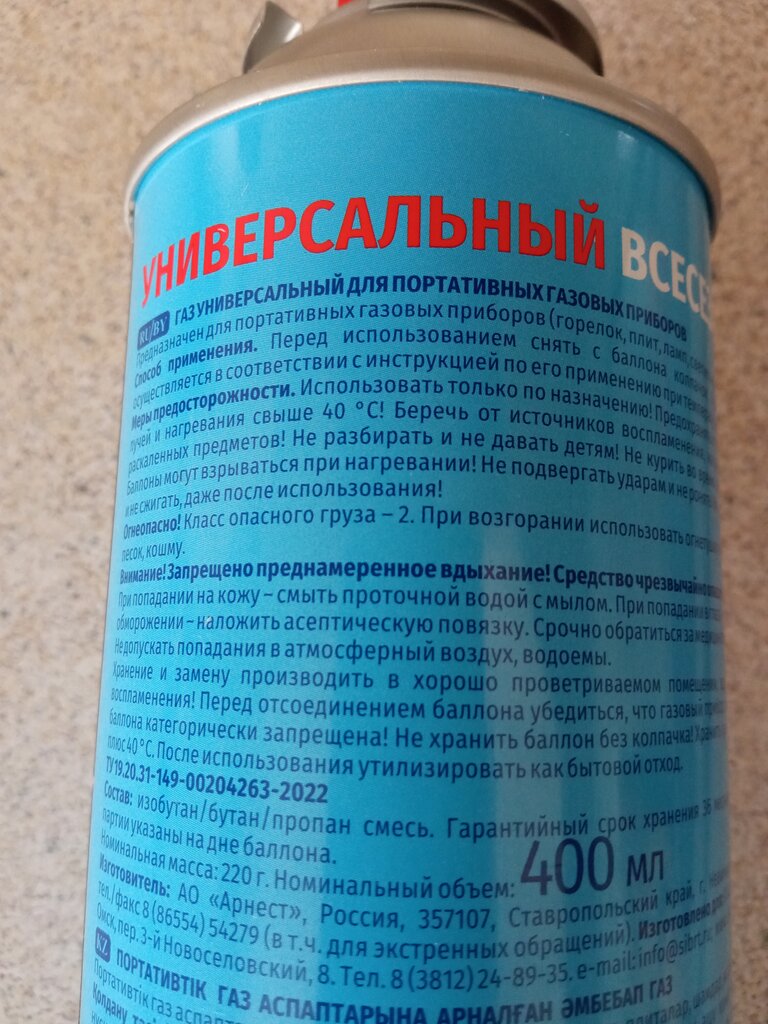 УНИВЕРСАЛЬНЫЙ ВСЕСЕ
RU/BY ГАЗ УНИВЕРСАЛЬНЫЙ ДЛЯ ПОРТАТИВНЫХ ГАЗОВЫХ ПРИБОРОВ
Предназначен для портативных газовых приборов (горелок, плит, ламп,
Способ применения. Перед использованием снять с баллона колпачок
осуществляется в соответствии с инструкцией по его применению при
Меры предосторожности. Использовать только по назначению!
лучей и нагревания свыше 40 °С! Беречь от источников воспламенения,
раскаленных предметов! Не разбирать и не давать детям! Не курить во
Баллоны могут взрываться при нагревании! Не подвергать ударам и не
и не сжигать, даже после использования!
Огнеопасно! Класс опасного груза – 2. При возгорании использовать
песок, кошму.
Внимание! Запрещено преднамеренное вдыхание! Средство чрезвычайно
При попадании на кожу – смыть проточной водой с мылом. При попадании
обморожении – наложить асептическую повязку. Срочно обратиться за
Не допускать попадания в атмосферный воздух, водоемы.
Хранение и замену производить в хорошо проветриваемом помещении,
воспламенения! Перед отсоединением баллона убедиться, что газовый
баллона категорически запрещена! Не хранить баллон без колпачка!
плюс 40 °С. После использования утилизировать как бытовой отход.
ТУ 19.20.31-149-00204263-2022
Состав: изобутан/бутан/пропан смесь. Гарантийный срок хранения 36
партии указаны на дне баллона.
Номинальная масса: 220 г. Номинальный объем: 400 мл
Изготовитель: АО «Арнест», Россия, 357107, Ставропольский край, г.
тел./факс 8 (86554) 54279 (в т.ч. для экстренных обращений). Изготовлено для
Омск, пер. 3-й Новоселовский, 8. Тел. 8 (3812) 24-89-35. e-mail: info@sibrt.ru,
KZ ПОРТАТИВТІК ГАЗ АСПАПТАРЫНА АРНАЛҒАН ӘМБЕБАП ГАЗ
Портативтік газ аспаптарына
Қолдану